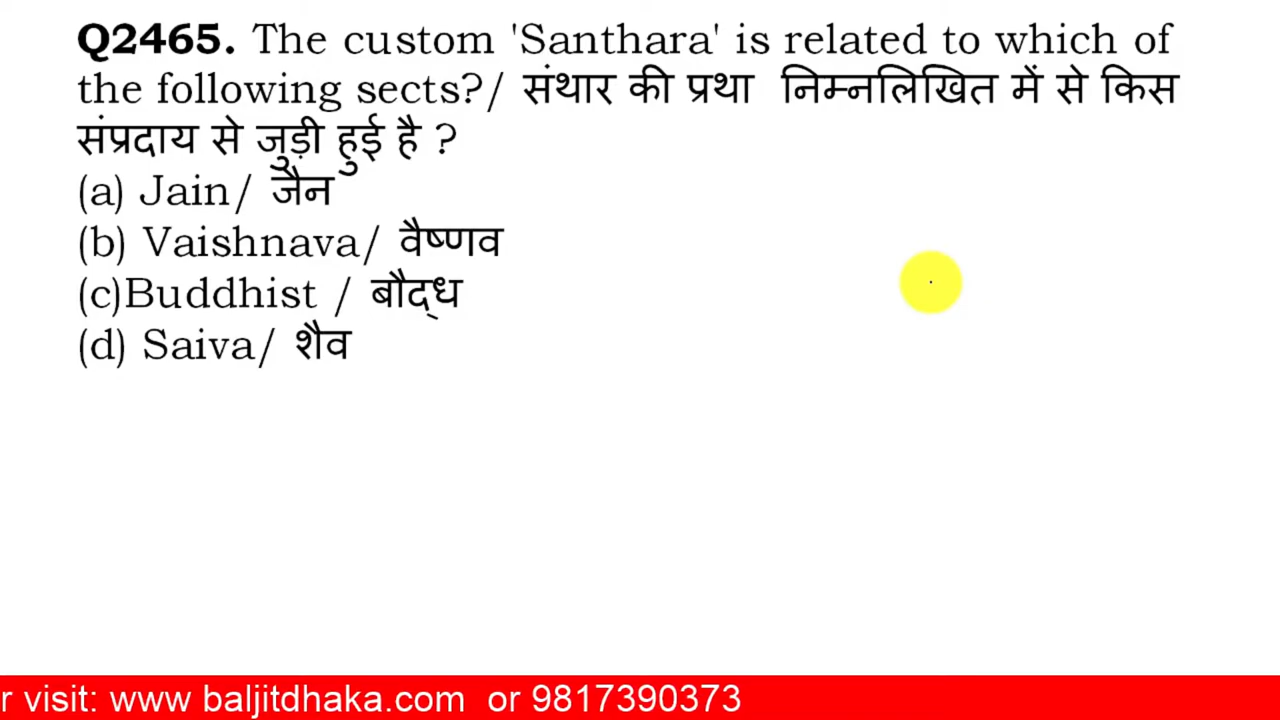 Q2465. The custom 'Santhara' is related to which of
the following sects?/ संथार की प्रथा निम्नलिखित में से किस
संप्रदाय से जुड़ी हुई है ?
(a) Jain/ जैन
(b) Vaishnava/ वैष्णव
(c)Buddhist / बौद्ध
(d) Saiva/ शैव
r visit: www baljitdhaka.com or 9817390373